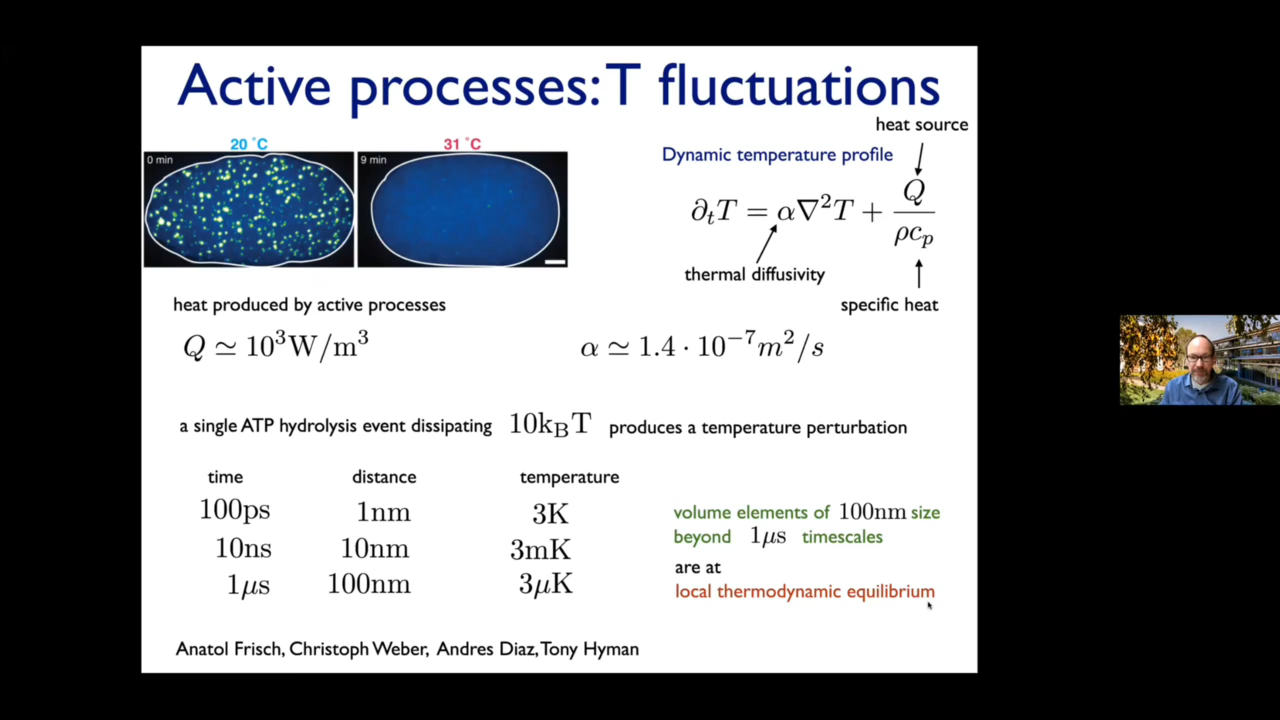 Active processes: T fluctuations
20 °C
31 °C
0 min
9 min
heat source
Dynamic temperature profile
∂ₜT = α∇²T + Q/ρcₚ
thermal diffusivity
specific heat
heat produced by active processes
Q ≃ 10³W/m³
α ≃ 1.4 · 10⁻⁷m²/s
a single ATP hydrolysis event dissipating 10k_BT produces a temperature perturbation
time distance temperature
100ps 1nm 3K
10ns 10nm 3mK
1μs 100nm 3μK
volume elements of 100nm size
beyond 1μs timescales
are at
local thermodynamic equilibrium
Anatol Frisch, Christoph Weber, Andres Diaz, Tony Hyman